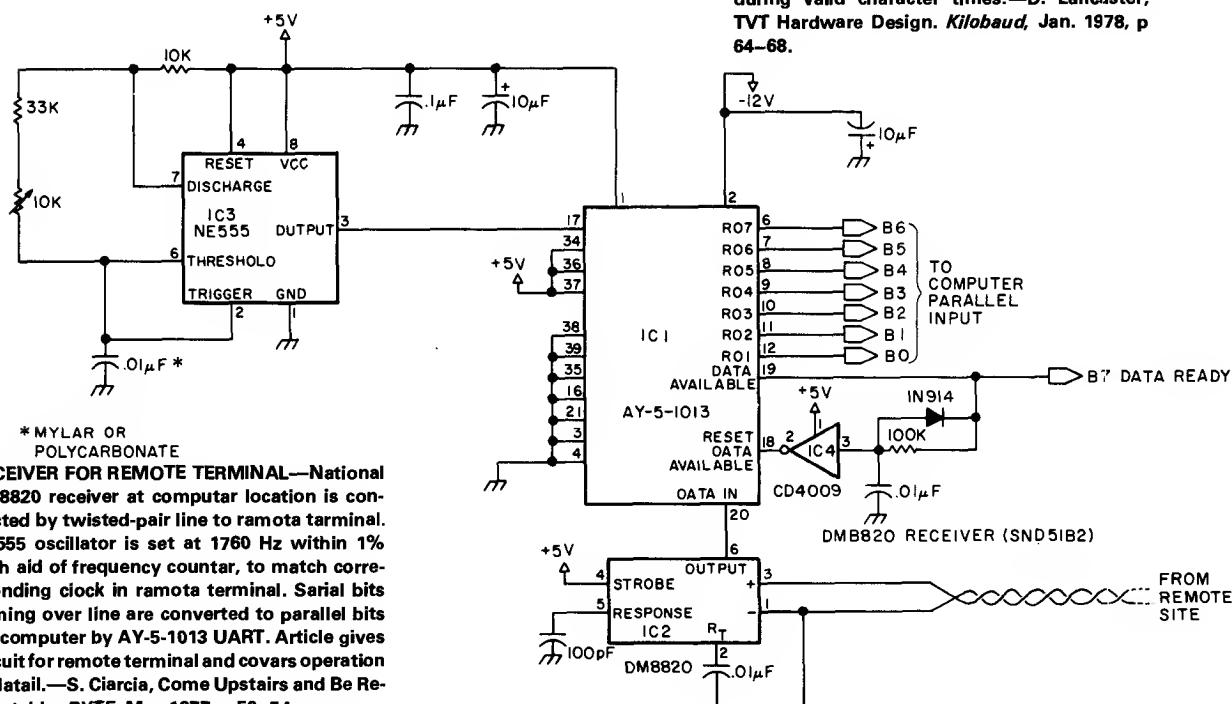 during valid character times.—D. Lancaster,
TVT Hardware Design. Kilobaud, Jan. 1978, p
64–68.
+5V
10K
33K
10K
.1µF
+
10µF
-12V
10µF
+
4
8
RESET
VCC
7
DISCHARGE
IC3
NE555
OUTPUT
3
6
THRESHOLD
TRIGGER
GND
2
1
.01µF *
*MYLAR OR
POLYCARBONATE
1
2
17
34
36
37
+5V
38
39
35
16
21
3
4
IC1
AY-5-1013
RO7
6
B6
RO6
7
B5
RO5
8
B4
RO4
9
B3
RO3
10
B2
RO2
11
B1
RO1
12
B0
TO
COMPUTER
PARALLEL
INPUT
DATA
AVAILABLE
19
B7 DATA READY
RESET
DATA
AVAILABLE
18
2
+5V
1
IC4
3
CD4009
1N914
100K
.01µF
DATA IN
20
DM8820 RECEIVER (SND5182)
CEIVER FOR REMOTE TERMINAL—National
8820 receiver at computar location is con-
cted by twisted-pair line to ramota tarminal.
555 oscillator is set at 1760 Hz within 1%
h aid of frequency countar, to match corre-
nding clock in ramota terminal. Sarial bits
ming over line are converted to parallel bits
computer by AY-5-1013 UART. Article gives
cuit for remote terminal and covars operation
latail.—S. Ciarcia, Come Upstairs and Be Re-
+5V
4
STROBE
5
RESPONSE
100pF
6
OUTPUT
IC2
RT
2
DM8820
.01µF
+
3
-
1
FROM
REMOTE
SITE